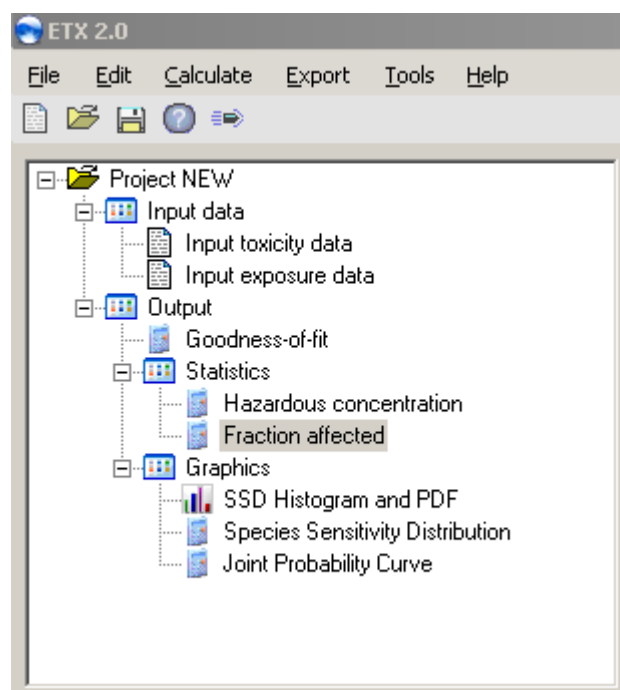 ETX 2.0
File Edit Calculate Export Tools Help
Project NEW
Input data
Input toxicity data
Input exposure data
Output
Goodness-of-fit
Statistics
Hazardous concentration
Fraction affected
Graphics
SSD Histogram and PDF
Species Sensitivity Distribution
Joint Probability Curve